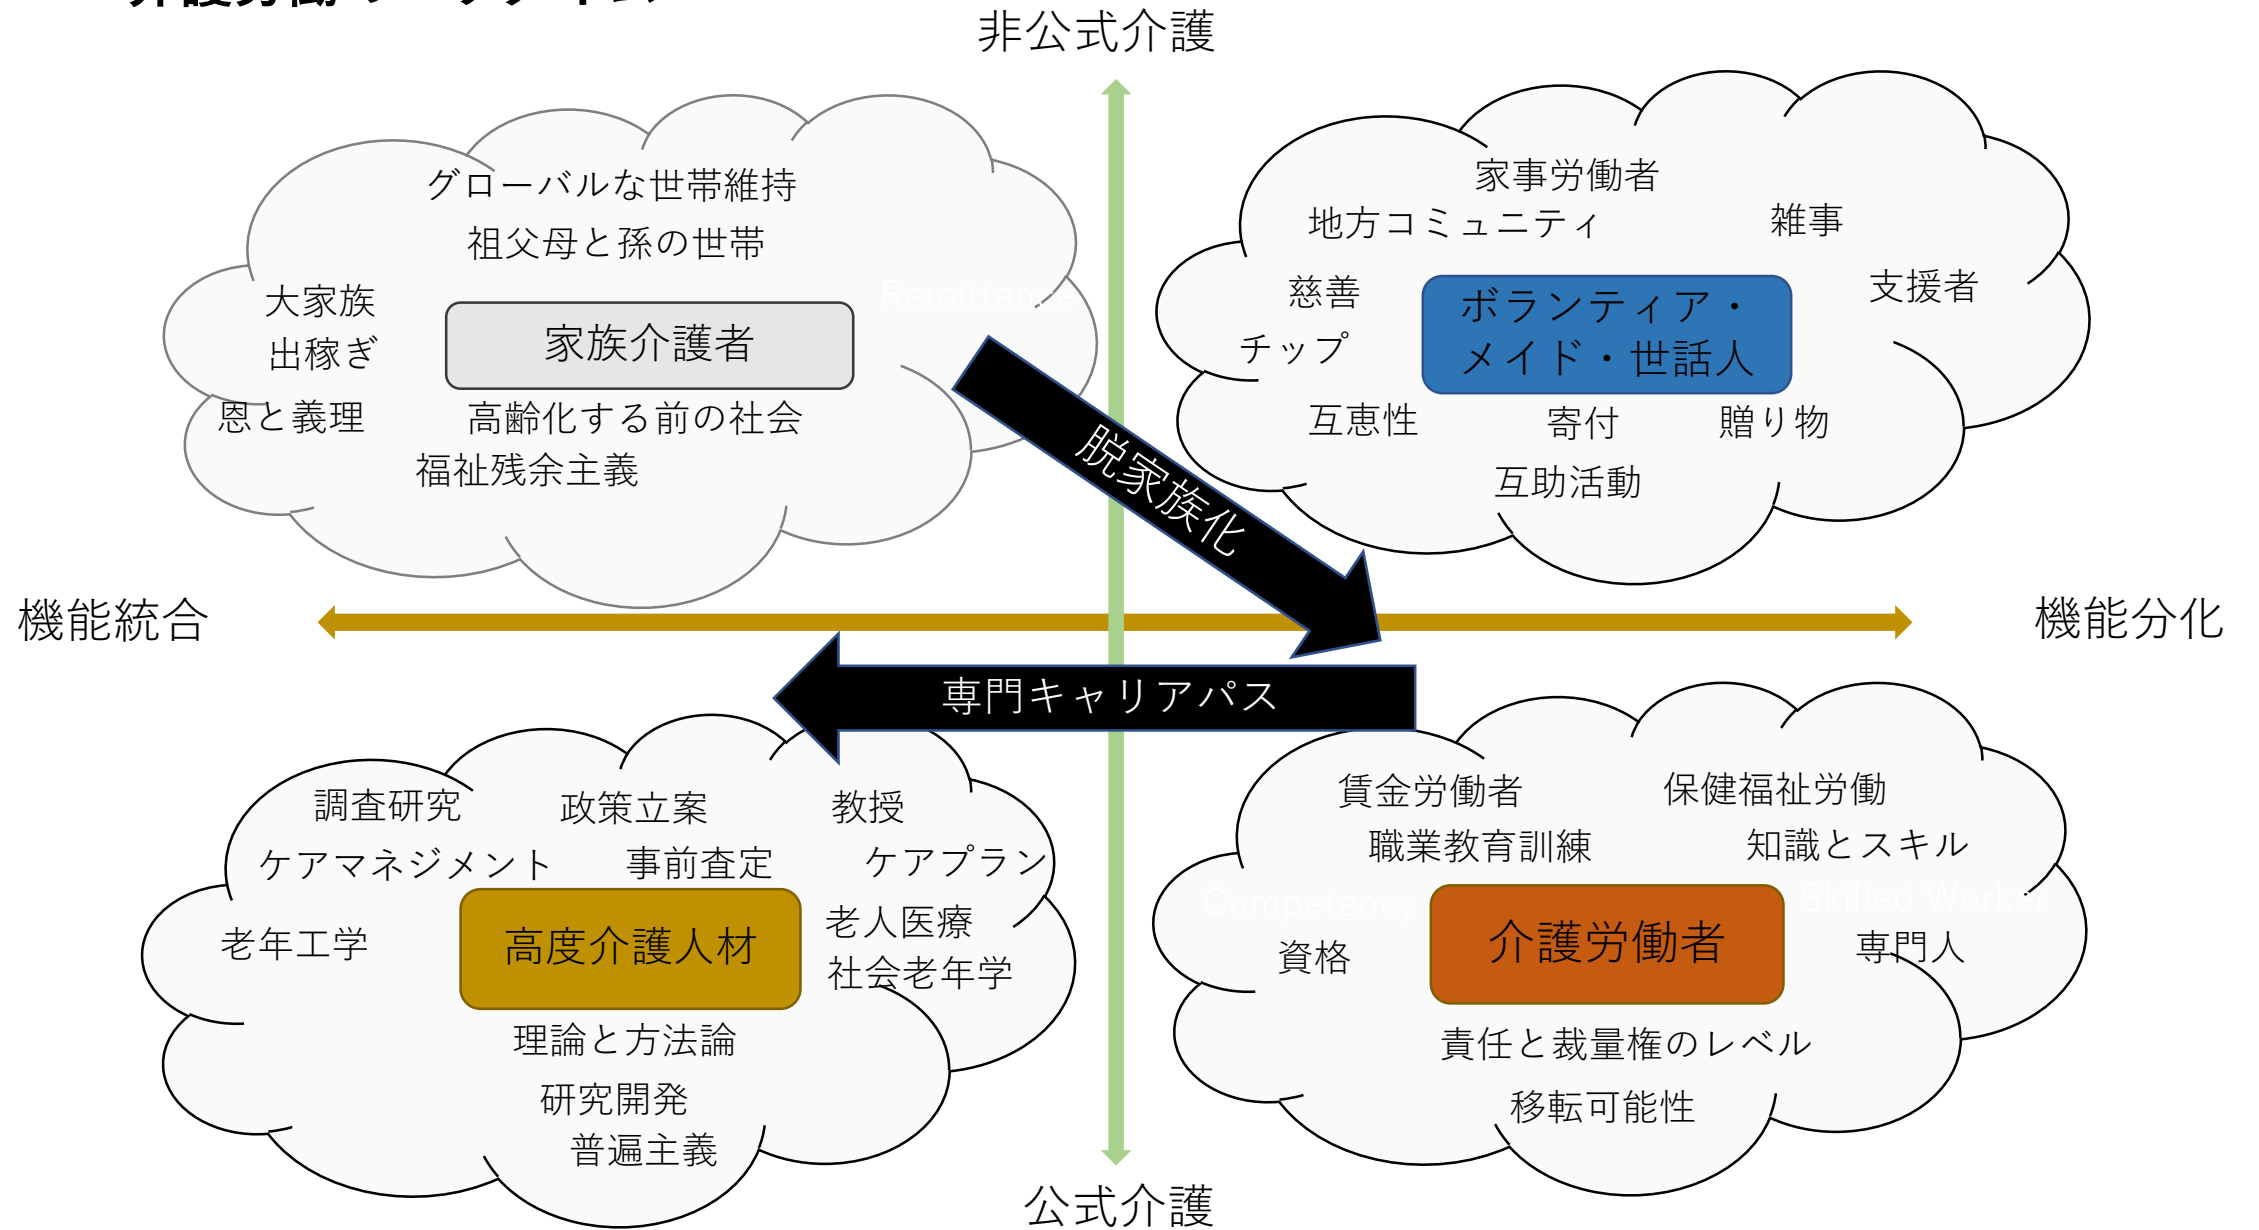 非公式介護
グローバルな世帯維持
祖父母と孫の世帯
大家族
出稼ぎ
家族介護者
Remittance
恩と義理
高齢化する前の社会
福祉残余主義
家事労働者
地方コミュニティ
雑事
慈善
支援者
チップ
ボランティア・
メイド・世話人
互恵性
寄付
贈り物
互助活動
脱家族化
機能統合
機能分化
専門キャリアパス
調査研究
政策立案
教授
ケアマネジメント
事前査定
ケアプラン
老年工学
高度介護人材
老人医療
社会老年学
理論と方法論
研究開発
普遍主義
賃金労働者
保健福祉労働
職業教育訓練
知識とスキル
Competency
Skilled Worker
資格
介護労働者
専門人
責任と裁量権のレベル
移転可能性
公式介護